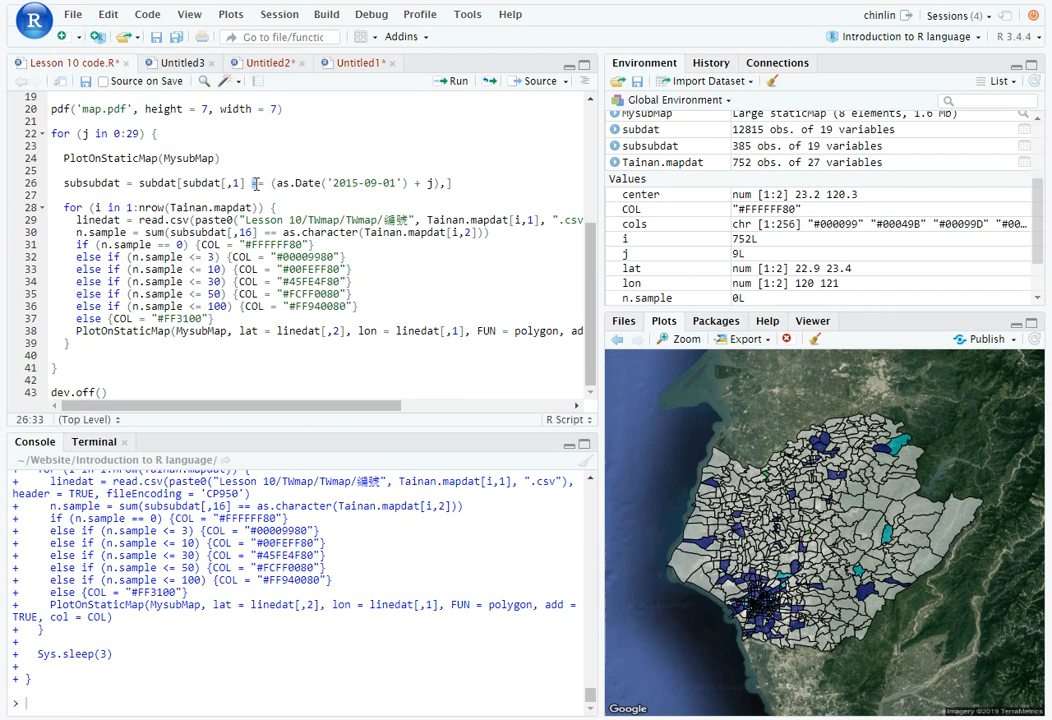 File Edit Code View Plots Session Build Debug Profile Tools Help
chinlin Sessions (4)
Go to file/functic Addins
Introduction to R language R 3.4.4
Lesson 10 code.R* Untitled3 Untitled2* Untitled1*
Source on Save Run Source
19
20 pdf('map.pdf', height = 7, width = 7)
21
22 for (j in 0:29) {
23
24 PlotOnStaticMap(MysubMap)
25
26 subsubdat = subdat[subdat[,1] == (as.Date('2015-09-01') + j),]
27
28 for (i in 1:nrow(Tainan.mapdat)) {
29 linedat = read.csv(paste0("Lesson 10/TWmap/TWmap/編號", Tainan.mapdat[i,1], ".csv
30 n.sample = sum(subsubdat[,16] == as.character(Tainan.mapdat[i,2]))
31 if (n.sample == 0) {COL = "#FFFFFF80"}
32 else if (n.sample <= 3) {COL = "#00009980"}
33 else if (n.sample <= 10) {COL = "#00FEFF80"}
34 else if (n.sample <= 30) {COL = "#45FE4F80"}
35 else if (n.sample <= 50) {COL = "#FCFF0080"}
36 else if (n.sample <= 100) {COL = "#FF940080"}
37 else {COL = "#FF3100"}
38 PlotOnStaticMap(MysubMap, lat = linedat[,2], lon = linedat[,1], FUN = polygon, ad
39 }
40
41 }
42
43 dev.off()
26:33 (Top Level) R Script
Console Terminal
~/Website/Introduction to R language/
+ for (i in 1:nrow(Tainan.mapdat)) {
+ linedat = read.csv(paste0("Lesson 10/TWmap/TWmap/編號", Tainan.mapdat[i,1], ".csv"),
header = TRUE, fileEncoding = 'CP950')
+ n.sample = sum(subsubdat[,16] == as.character(Tainan.mapdat[i,2]))
+ if (n.sample == 0) {COL = "#FFFFFF80"}
+ else if (n.sample <= 3) {COL = "#00009980"}
+ else if (n.sample <= 10) {COL = "#00FEFF80"}
+ else if (n.sample <= 30) {COL = "#45FE4F80"}
+ else if (n.sample <= 50) {COL = "#FCFF0080"}
+ else if (n.sample <= 100) {COL = "#FF940080"}
+ else {COL = "#FF3100"}
+ PlotOnStaticMap(MysubMap, lat = linedat[,2], lon = linedat[,1], FUN = polygon, add =
TRUE, col = COL)
+ }
+
+ Sys.sleep(3)
+
+ }
>
Environment History Connections
Import Dataset List
Global Environment
MysubMap Large staticMap (8 elements, 1.6 Mb)
subdat 12815 obs. of 19 variables
subsubdat 385 obs. of 19 variables
Tainan.mapdat 752 obs. of 27 variables
Values
center num [1:2] 23.2 120.3
COL "#FFFFFF80"
cols chr [1:256] "#000099" "#00049B" "#00099D" "#00…
i 752L
j 9L
lat num [1:2] 22.9 23.4
lon num [1:2] 120 121
n.sample 0L
Files Plots Packages Help Viewer
Zoom Export Publish
Google
Imagery ©2019 TerraMetrics